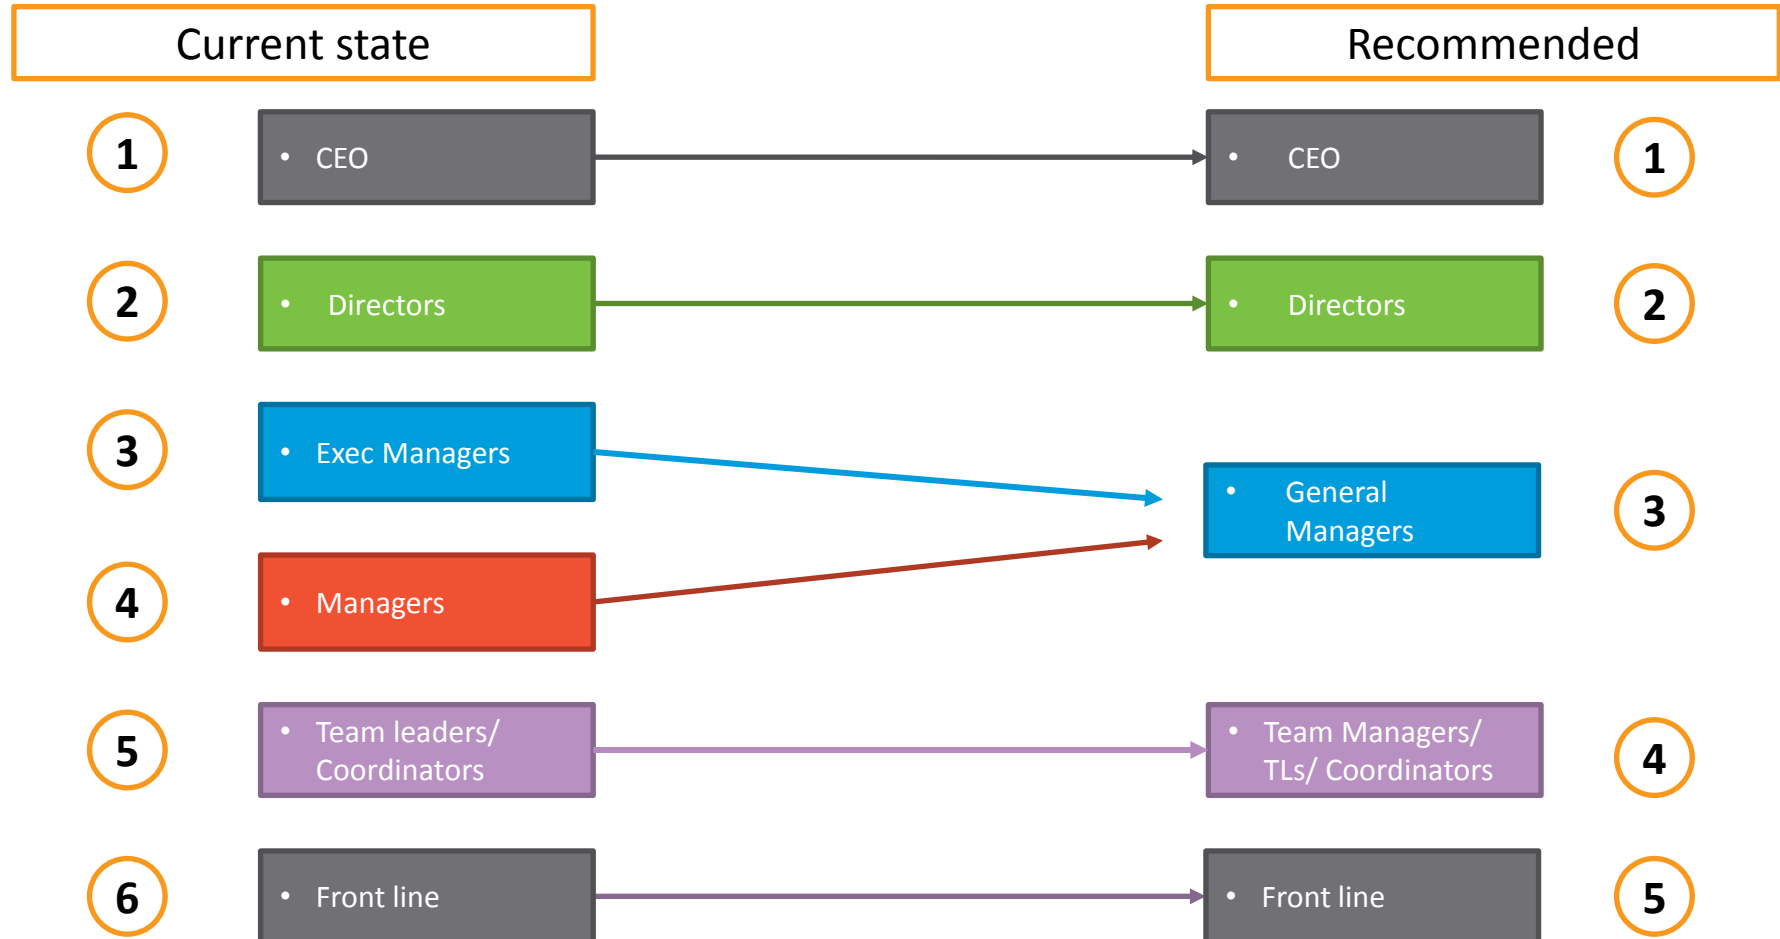 Current state
Recommended
1
• CEO
• CEO
1
2
• Directors
• Directors
2
3
• Exec Managers
• General
Managers
3
4
• Managers
5
• Team leaders/
Coordinators
• Team Managers/
TLs/ Coordinators
4
6
• Front line
• Front line
5